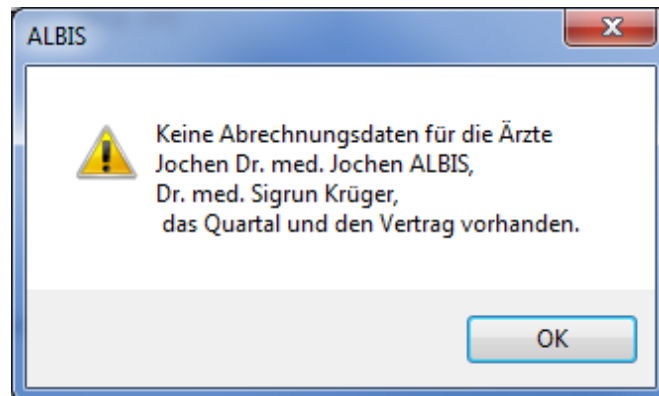 ALBIS
Keine Abrechnungsdaten für die Ärzte
Jochen Dr. med. Jochen ALBIS,
Dr. med. Sigrun Krüger,
das Quartal und den Vertrag vorhanden.
OK